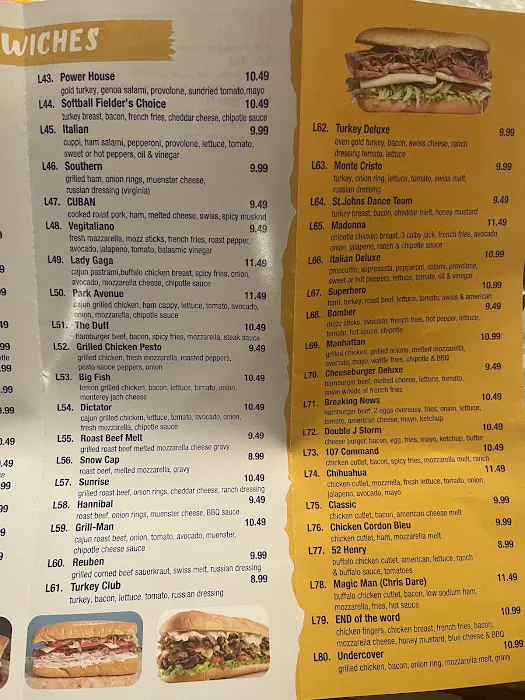 WICHES
L43. Power House 10.49
gold turkey, genoa salami, provolone, sundried tomato,mayo
L44. Softball Fielder's Choice 10.49
turkey breast, bacon, french fries, cheddar cheese, chipotle sauce
L45. Italian 9.99
cuppi, ham salami, pepperoni, provolone, lettuce, tomato,
sweet or hot peppers, oil & vinegar
L46. Southern 9.99
grilled ham, onion rings, muenster cheese,
russian dressing (virginia)
L47. CUBAN 9.49
cooked roast pork, ham, melted cheese, swiss, spicy musknd
L48. Vegitaliano 9.49
fresh mozzarella, mozz sticks, french fries, roast pepper,
avocado, jalapeno, tomato, balasmic vinegar
L49. Lady Gaga 11.49
cajun pastrami,buffalo chicken breast, spicy fries, onion,
avocado, mozzarella cheese, chipotle sauce
L50. Park Avenue 11.49
cajun grilled chicken, ham cappy, lettuce, tomato, avocado,
onion, mozzarella, chipotle sauce
L51. The Duff 10.49
hamburger beef, bacon, spicy fries, mozzarella, steak sauce
L52. Grilled Chicken Pesto 9.49
grilled chicken, fresh mozzarella, roasted peppers,
pesto sauce peppers, onion
L53. Big Fish 10.49
lemon grilled chicken, bacon, lettuce, tomato, onion,
monterey jach cheese
L54. Dictator 10.49
cajun grilled chicken, lettuce, tomato, avocado, onion,
fresh mozzarella, chipotle sauce
L55. Roast Beef Melt 9.49
grilled roast beef melted mozzarella cheese gravy
L56. Snow Cap 8.99
roast beef, melted mozzarella, gravy
L57. Sunrise 10.49
grilled roast beef, onion rings, cheddar cheese, ranch dressing
L58. Hannibal 9.49
roast beef, onion rings, muenster cheese, BBQ sauce
L59. Grill-Man 10.49
cajun roast beef, onion, tomato, avocado, muenster,
chipotle cheese sauce
L60. Reuben 9.99
grilled corned beef sauerkraut, swiss melt, russian dressing
L61. Turkey Club 8.99
turkey, bacon, lettuce, tomato, russian dressing
L62. Turkey Deluxe 9.99
oven gold turkey, bacon, swiss cheese, ranch
dressing tomato, lettuce
L63. Monte Cristo 9.99
turkey, onion ring, lettuce, tomato, swiss melt,
russian dressing
L64. St.Johns Dance Team 9.49
turkey breast, bacon, cheddar melt, honey mustard
L65. Madonna 11.49
chipotle chicken breast, 3 colby jack, french fries, avocado,
onion, jalapeno, ranch & chipotle sauce
L66. Italian Deluxe 10.99
prosciutto, sopressata, pepperoni, salami, provolone,
sweet or hot peppers, lettuce, tomato, oil & vinegar
L67. Superhero 10.99
ham, turkey, roast beef, lettuce, tomato, swiss & american
L68. Bomber 9.49
mozz sticks, avocado, french fries, hot pepper, lettuce,
tomato, hot sauce, chipotle
L69. Manhattan 10.99
grilled chicken, grilled onions, melted mozzarella,
avocado, mayo, waffle fries, chipotle & BBQ
L70. Cheeseburger Deluxe 9.49
hamburger beef, melted cheese, lettuce, tomato,
onion w/side of french fries
L71. Breaking News 10.49
hamburger beef, 2 eggs overeasy, fries, onion, lettuce,
tomato, american cheese, mayo, ketchup
L72. Double J Storm 10.49
cheese burger, bacon, egg, fries, mayo, ketchup, butter
L73. 107 Command 10.49
chicken cutlet, bacon, spicy fries, mozzarella melt, ranch
L74. Chihuahua 11.49
chicken cutlet, mozzarella, fresh lettuce, tomato, onion,
jalapeno, avocado, mayo
L75. Classic 9.49
chicken cutlet, bacon, american cheese melt
L76. Chicken Cordon Bleu 9.49
chicken cutlet, ham, mozzarella melt
L77. 52 Henry 8.99
buffalo chicken cutlet, american, lettuce, ranch
& buffalo sauce, tomatoes
L78. Magic Man (Chris Dare) 11.49
buffalo chicken cutlet, bacon, low sodium ham,
mozzarella, fries, hot sauce
L79. END of the word 10.99
chicken fingers, chicken breast, french fries, bacon,
mozzarella cheese, honey mustard, blue cheese & BBQ
L80. Undercover 10.99
grilled chicken, bacon, onion ring, mozzarella melt, gravy